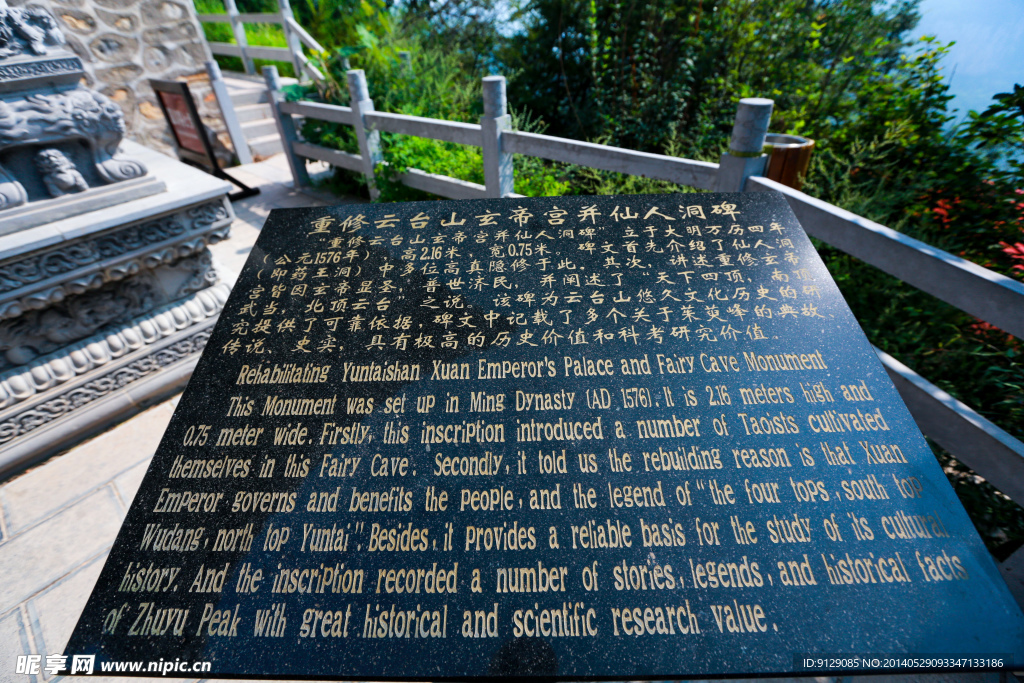 重修云台山玄帝宫并仙人洞碑
“重修云台山玄帝宫并仙人洞碑”立于大明万历四年
（公元1576年），高2.16米，宽0.75米。碑文首先介绍了仙人洞
（即药王洞）中多位高真隐修于此。其次，讲述重修玄帝
宫皆因玄帝显圣，普世济民，并阐述了“天下四顶，南顶
武当，北顶云台”之说。该碑为云台山悠久文化历史的研
究提供了可靠依据，碑文中记载了多个关于茱萸峰的典故、
传说、史实，具有极高的历史价值和科考研究价值。
Rehabilitating Yuntaishan Xuan Emperor's Palace and Fairy Cave Monument
This Monument was set up in Ming Dynasty (AD 1576). It is 2.16 meters high and
0.75 meter wide. Firstly, this inscription introduced a number of Taoists cultivated
themselves in this Fairy Cave. Secondly, it told us the rebuilding reason is that Xuan
Emperor governs and benefits the people, and the legend of "the four tops, south top
Wudang, north top Yuntai". Besides, it provides a reliable basis for the study of its cultural
history. And the inscription recorded a number of stories, legends, and historical facts
of Zhuyu Peak with great historical and scientific research value.
昵享网 www.nipic.cn
ID:9129085 NO:20140529093347133186